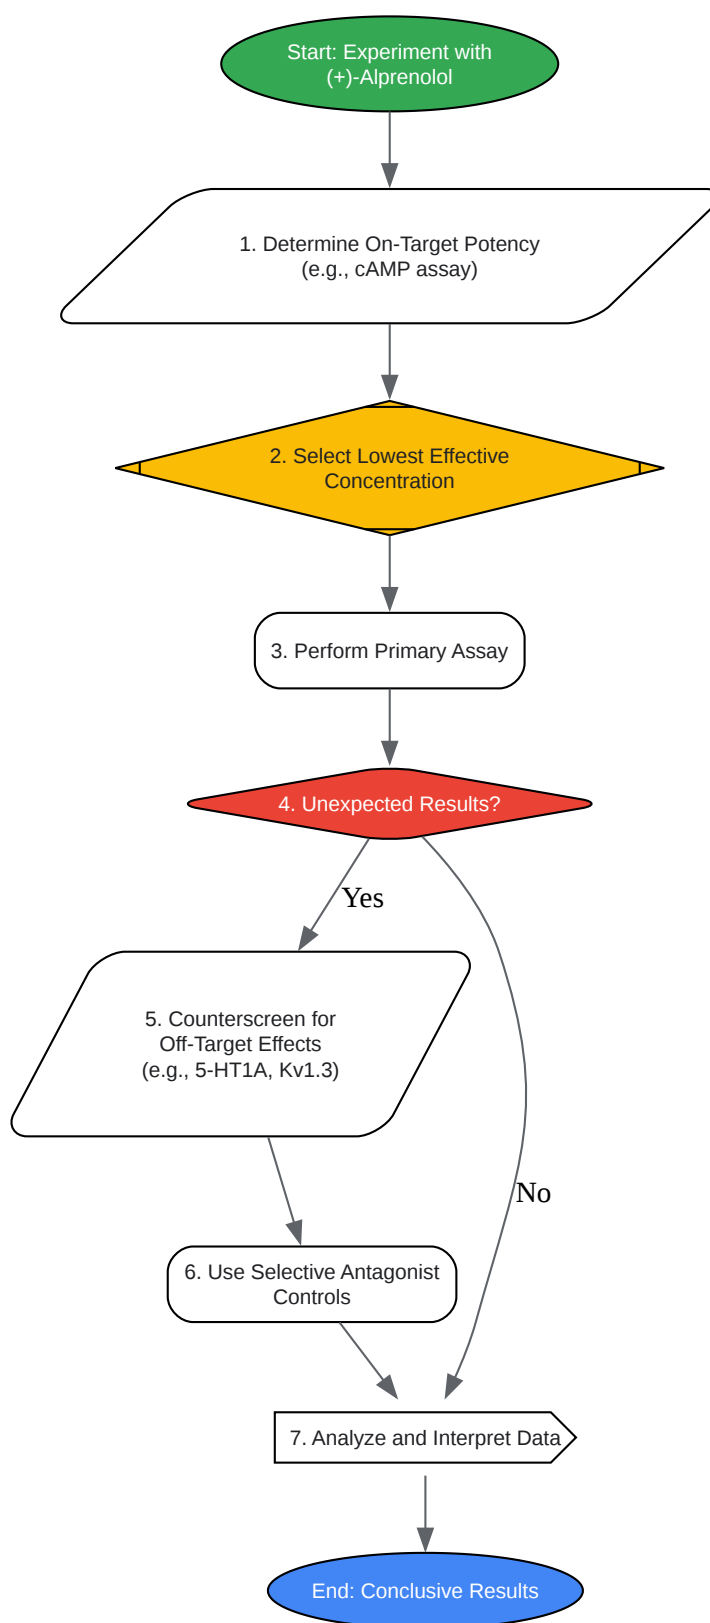 Start: Experiment with
(+)-Alprenolol
1. Determine On-Target Potency
(e.g., cAMP assay)
2. Select Lowest Effective
Concentration
3. Perform Primary Assay
4. Unexpected Results?
Yes
5. Counterscreen for
Off-Target Effects
(e.g., 5-HT1A, Kv1.3)
No
6. Use Selective Antagonist
Controls
7. Analyze and Interpret Data
End: Conclusive Results